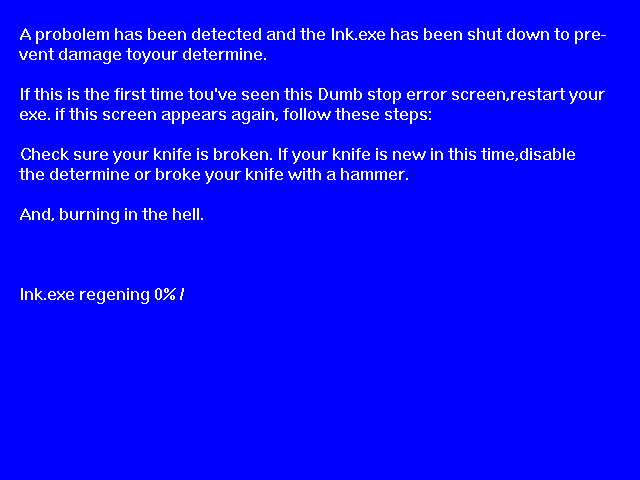 A probolem has been detected and the Ink.exe has been shut down to pre-
vent damage toyour determine.
If this is the first time tou've seen this Dumb stop error screen,restart your
exe. if this screen appears again, follow these steps:
Check sure your knife is broken. If your knife is new in this time,disable
the determine or broke your knife with a hammer.
And, burning in the hell.
Ink.exe regening 0% /